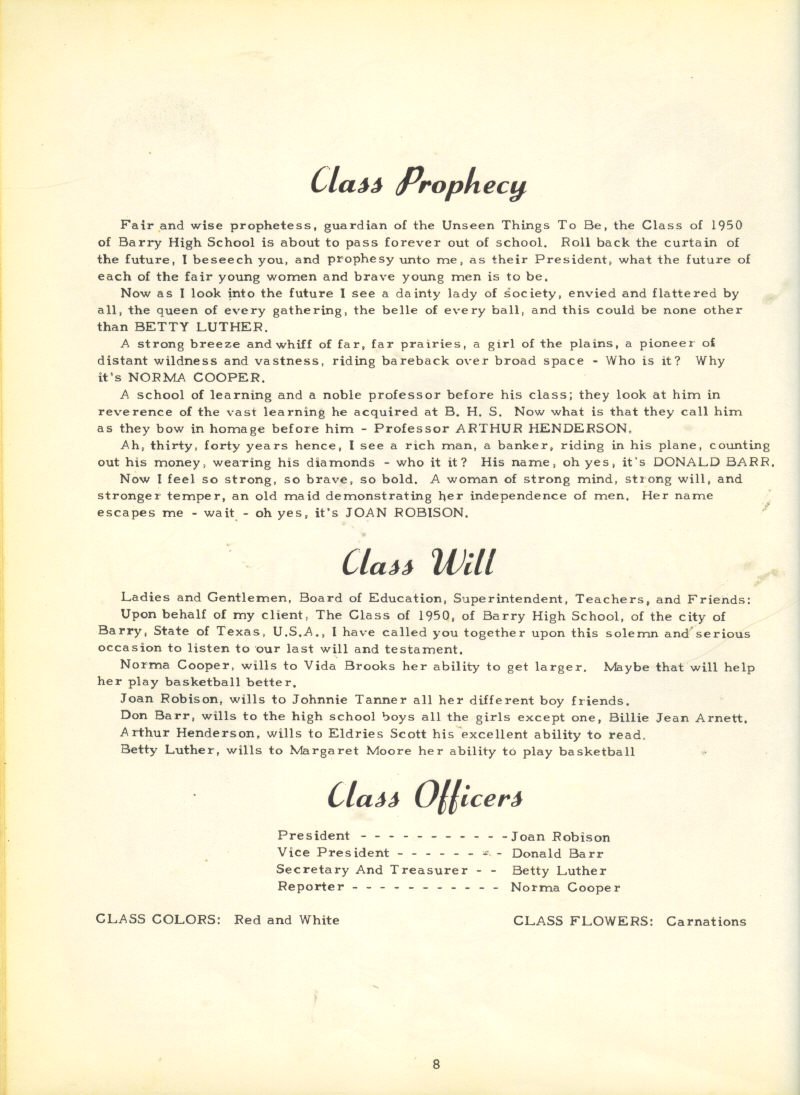 Class Prophecy
Fair and wise prophetess, guardian of the Unseen Things To Be, the Class of 1950
of Barry High School is about to pass forever out of school. Roll back the curtain of
the future, I beseech you, and prophesy unto me, as their President, what the future of
each of the fair young women and brave young men is to be.
Now as I look into the future I see a dainty lady of society, envied and flattered by
all, the queen of every gathering, the belle of every ball, and this could be none other
than BETTY LUTHER.
A strong breeze and whiff of far, far prairies, a girl of the plains, a pioneer of
distant wildness and vastness, riding bareback over broad space - Who is it? Why
it's NORMA COOPER.
A school of learning and a noble professor before his class; they look at him in
reverence of the vast learning he acquired at B. H. S. Now what is that they call him
as they bow in homage before him - Professor ARTHUR HENDERSON.
Ah, thirty, forty years hence, I see a rich man, a banker, riding in his plane, counting
out his money, wearing his diamonds - who it it? His name, oh yes, it's DONALD BARR.
Now I feel so strong, so brave, so bold. A woman of strong mind, strong will, and
stronger temper, an old maid demonstrating her independence of men. Her name
escapes me - wait - oh yes, it's JOAN ROBISON.
Class Will
Ladies and Gentlemen, Board of Education, Superintendent, Teachers, and Friends:
Upon behalf of my client, The Class of 1950, of Barry High School, of the city of
Barry, State of Texas, U.S.A., I have called you together upon this solemn and serious
occasion to listen to our last will and testament.
Norma Cooper, wills to Vida Brooks her ability to get larger. Maybe that will help
her play basketball better.
Joan Robison, wills to Johnnie Tanner all her different boy friends.
Don Barr, wills to the high school boys all the girls except one, Billie Jean Arnett.
Arthur Henderson, wills to Eldries Scott his excellent ability to read.
Betty Luther, wills to Margaret Moore her ability to play basketball
Class Officers
President - - - - - - - - - - - Joan Robison
Vice President - - - - - - - - Donald Barr
Secretary And Treasurer - - Betty Luther
Reporter - - - - - - - - - - - Norma Cooper
CLASS COLORS: Red and White CLASS FLOWERS: Carnations
8